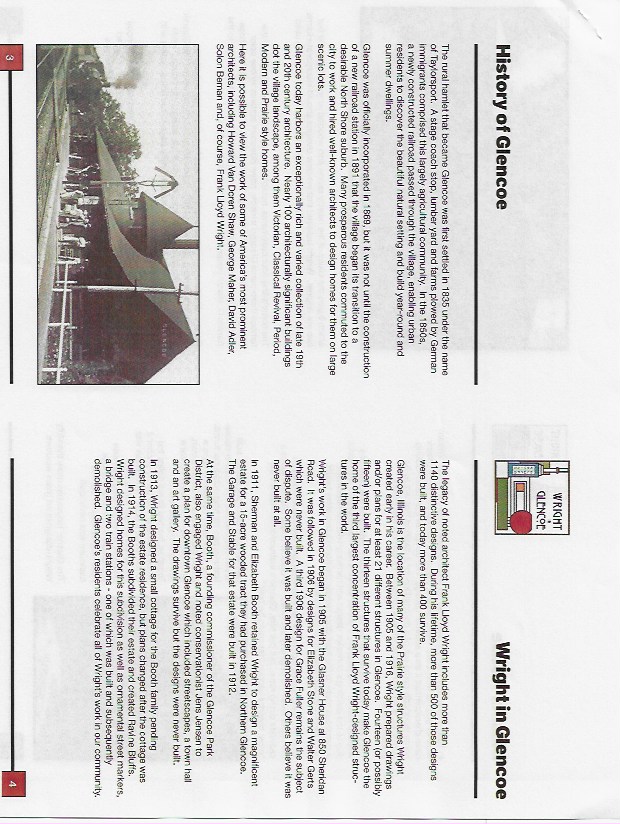 History of Glencoe
The rural hamlet that became Glencoe was first settled in 1835 under the name
of Taylorsport. A stage coach stop, lumber yard and farms plowed by German
immigrants comprised this largely agricultural community. In the 1850s,
a newly constructed railroad passed through the village, enabling urban
residents to discover the beautiful natural setting and build year-round and
summer dwellings.
Glencoe was officially incorporated in 1869, but it was not until the construction
of a new railroad station in 1891 that the village began its transition to a
desirable North Shore suburb. Many prosperous residents commuted to the
city to work and hired well-known architects to design homes for them on large
scenic lots.
Glencoe today harbors an exceptionally rich and varied collection of late 19th
and 20th century architecture. Nearly 100 architecturally significant buildings
dot the village landscape, among them Victorian, Classical Revival, Period,
Modern and Prairie style homes.
Here it is possible to view the work of some of America's most prominent
architects, including Howard Van Doren Shaw, George Maher, David Adler,
Solon Beman and, of course, Frank Lloyd Wright.
GLENCOE
3
WRIGHT
GLENCOE
Wright in Glencoe
The legacy of noted architect Frank Lloyd Wright includes more than
1140 distinctive designs. During his lifetime, more than 500 of those designs
were built, and today more than 400 survive.
Glencoe, Illinois is the location of many of the Prairie style structures Wright
created early in his career. Between 1905 and 1916, Wright prepared drawings
and/or plans for at least 21 different structures in Glencoe. Fourteen (or possibly
fifteen) were built. The thirteen structures that survive today make Glencoe the
home of the third largest concentration of Frank Lloyd Wright-designed struc-
tures in the world.
Wright's work in Glencoe began in 1905 with the Glasner House at 850 Sheridan
Road. It was followed in 1906 by designs for Elizabeth Stone and Walter Gerts
which were never built. A third 1906 design for Grace Fuller remains the subject
of dispute. Some believe it was built and later demolished. Others believe it was
never built at all.
In 1911, Sherman and Elizabeth Booth retained Wright to design a magnificent
estate for a 15-acre wooded tract they had purchased in Northern Glencoe.
The Garage and Stable for that estate were built in 1912.
At the same time, Booth, a founding commissioner of the Glencoe Park
District, also engaged Wright and noted conservationist Jens Jensen to
create a plan for downtown Glencoe which included streetscapes, a town hall
and an art gallery. The drawings survive but the designs were never built.
In 1913, Wright designed a small cottage for the Booth family pending
construction of the estate residence, but plans changed after the cottage was
built. In 1914, the Booths subdivided their estate and created Ravine Bluffs.
Wright designed homes for this subdivision as well as ornamental street markers,
a bridge and two train stations - one of which was built and subsequently
demolished. Glencoe's residents celebrate all of Wright's work in our community.
4